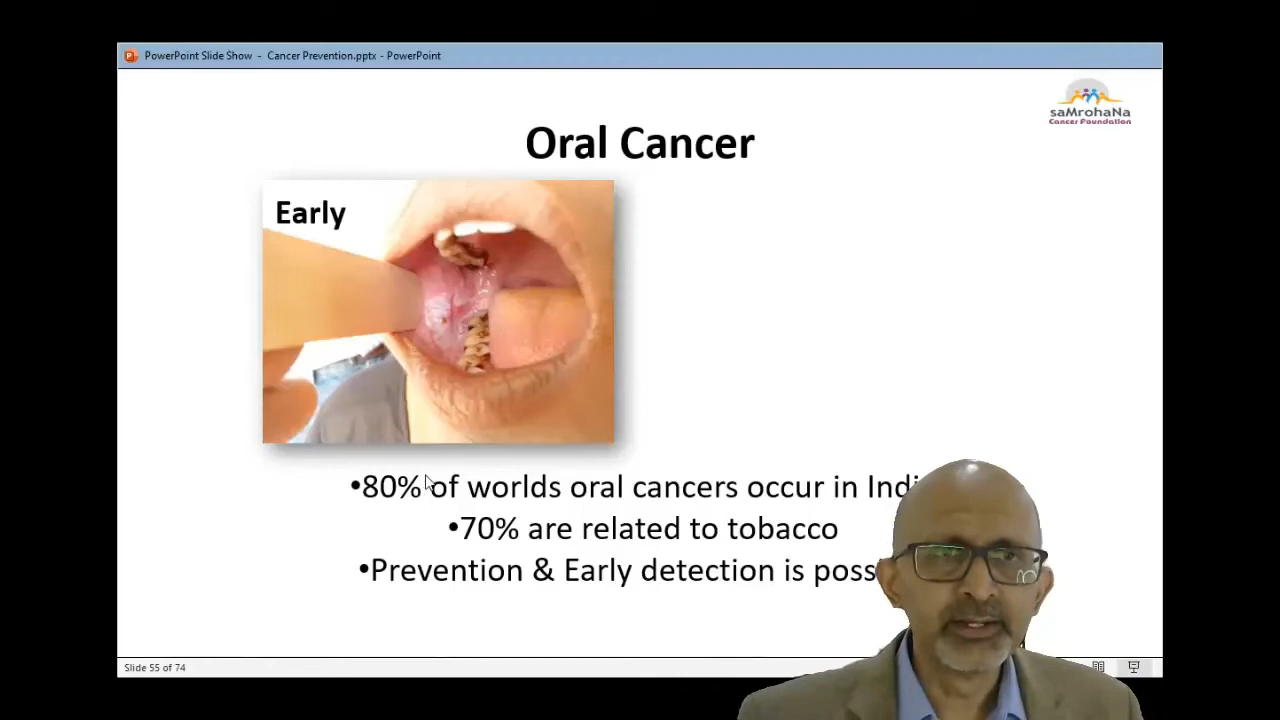 PowerPoint Slide Show - Cancer Prevention.pptx - PowerPoint
saMrohaNa
Cancer Foundation
Oral Cancer
Early
•80% of worlds oral cancers occur in Indi
•70% are related to tobacco
•Prevention & Early detection is poss
Slide 55 of 74